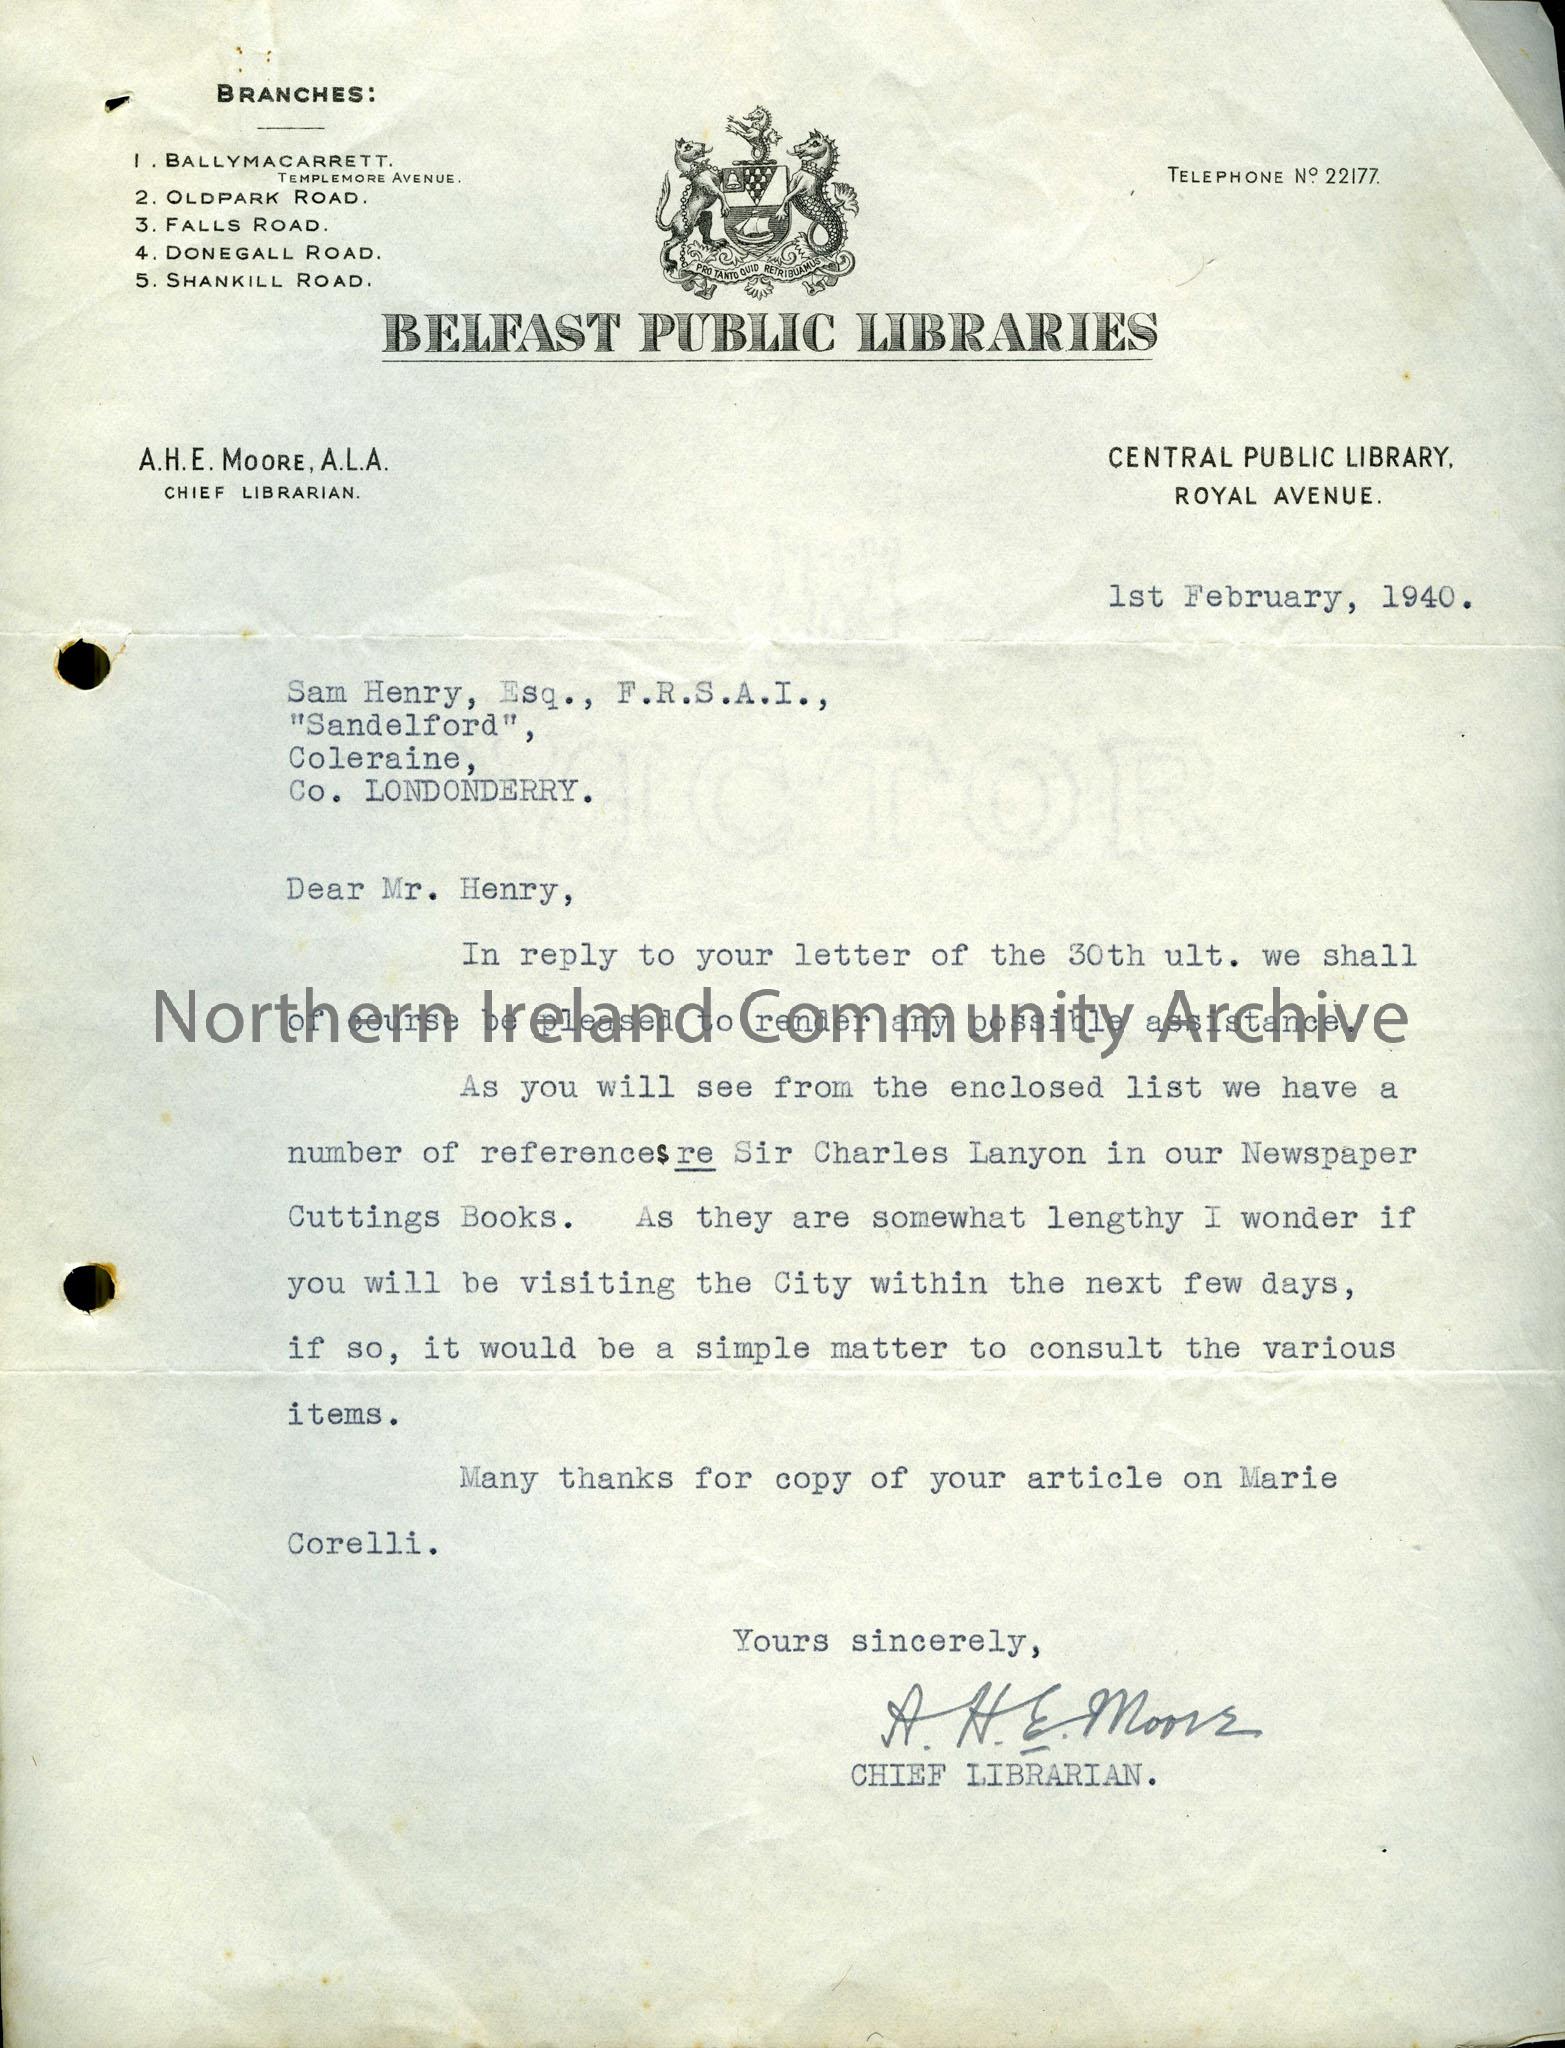 BRANCHES:
1. BALLYMACARRETT.
TEMPLEMORE AVENUE.
2. OLDPARK ROAD.
3. FALLS ROAD.
4. DONEGALL ROAD.
5. SHANKILL ROAD.
TELEPHONE Nº 22177.
PRO TANTO QUID RETRIBUAMUS
BELFAST PUBLIC LIBRARIES
A.H.E. MOORE, A.L.A.
CHIEF LIBRARIAN.
CENTRAL PUBLIC LIBRARY,
ROYAL AVENUE.
1st February, 1940.
Sam Henry, Esq., F.R.S.A.I.,
"Sandelford",
Coleraine,
Co. LONDONDERRY.
Dear Mr. Henry,
In reply to your letter of the 30th ult. we shall
of course be pleased to render any possible assistance.
Northern Ireland Community Archive
As you will see from the enclosed list we have a
number of references re Sir Charles Lanyon in our Newspaper
Cuttings Books. As they are somewhat lengthy I wonder if
you will be visiting the City within the next few days,
if so, it would be a simple matter to consult the various
items.
Many thanks for copy of your article on Marie
Corelli.
Yours sincerely,
A. H. E. Moore
CHIEF LIBRARIAN.